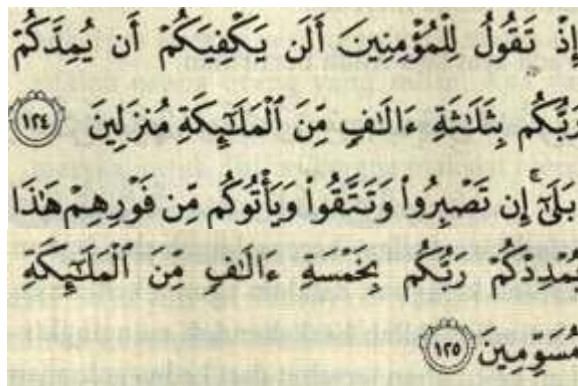 إِذْ تَقُولُ لِلْمُؤْمِنِينَ أَلَن يَكْفِيَكُمْ أَن يُمِدَّكُمْ
رَبُّكُم بِثَلَـٰثَةِ ءَالَـٰفٍ مِّنَ ٱلْمَلَـٰٓئِكَةِ مُنزَلِينَ ١٢٤
بَلَىٰٓ ۚ إِن تَصْبِرُوا۟ وَتَتَّقُوا۟ وَيَأْتُوكُم مِّن فَوْرِهِمْ هَـٰذَا
يُمْدِدْكُمْ رَبُّكُم بِخَمْسَةِ ءَالَـٰفٍ مِّنَ ٱلْمَلَـٰٓئِكَةِ
مُسَوِّمِينَ ١٢٥